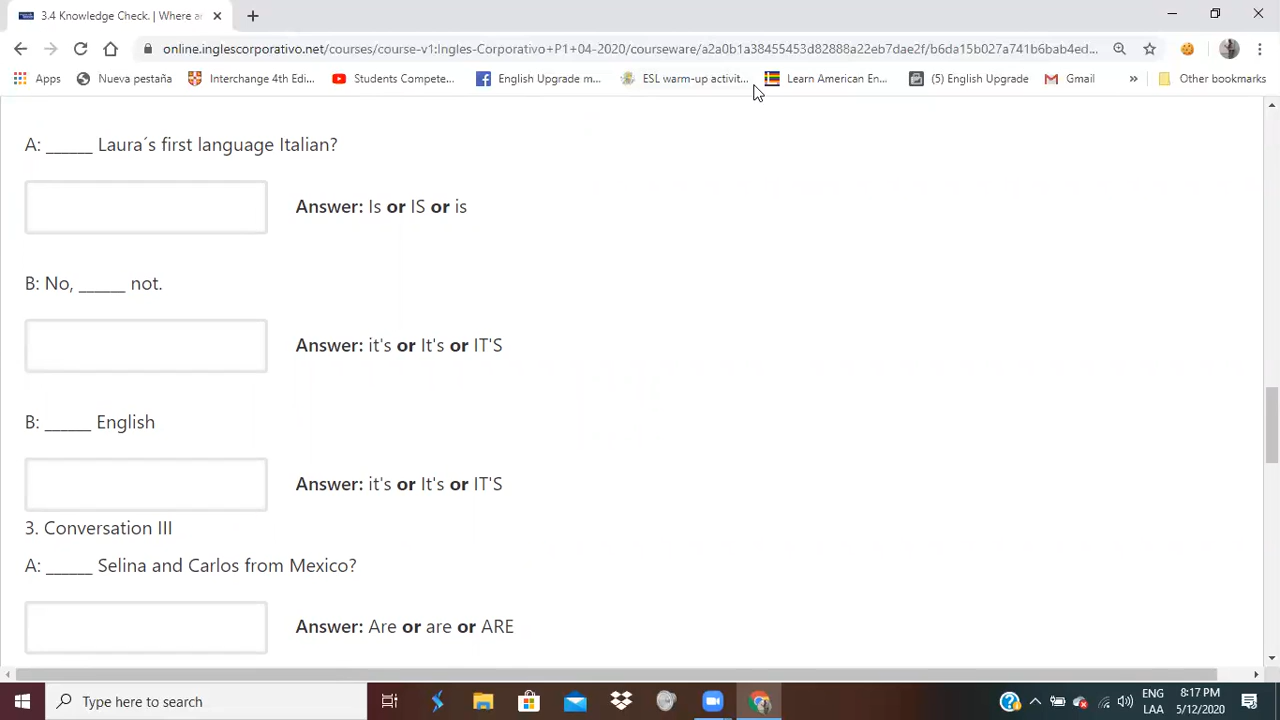 3.4 Knowledge Check. | Where a
online.inglescorporativo.net/courses/course-v1:Ingles-Corporativo+P1+04-2020/courseware/a2a0b1a38455453d82888a22eb7dae2f/b6da15b027a741b6bab4ed...
Apps Nueva pestaña Interchange 4th Edi... Students Compete... English Upgrade m... ESL warm-up activit... Learn American En... (5) English Upgrade Gmail » Other bookmarks
A: ______ Laura´s first language Italian?
Answer: Is or IS or is
B: No, _____ not.
Answer: it's or It's or IT'S
B: _____ English
Answer: it's or It's or IT'S
3. Conversation III
A: _____ Selina and Carlos from Mexico?
Answer: Are or are or ARE
Type here to search
ENG 8:17 PM
LAA 5/12/2020